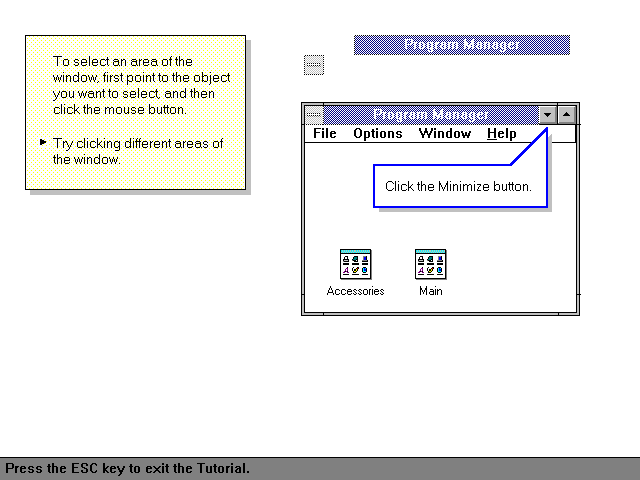 To select an area of the
window, first point to the object
you want to select, and then
click the mouse button.
Try clicking different areas of
the window.
Program Manager
Program Manager
File Options Window Help
Click the Minimize button.
Accessories Main
Press the ESC key to exit the Tutorial.